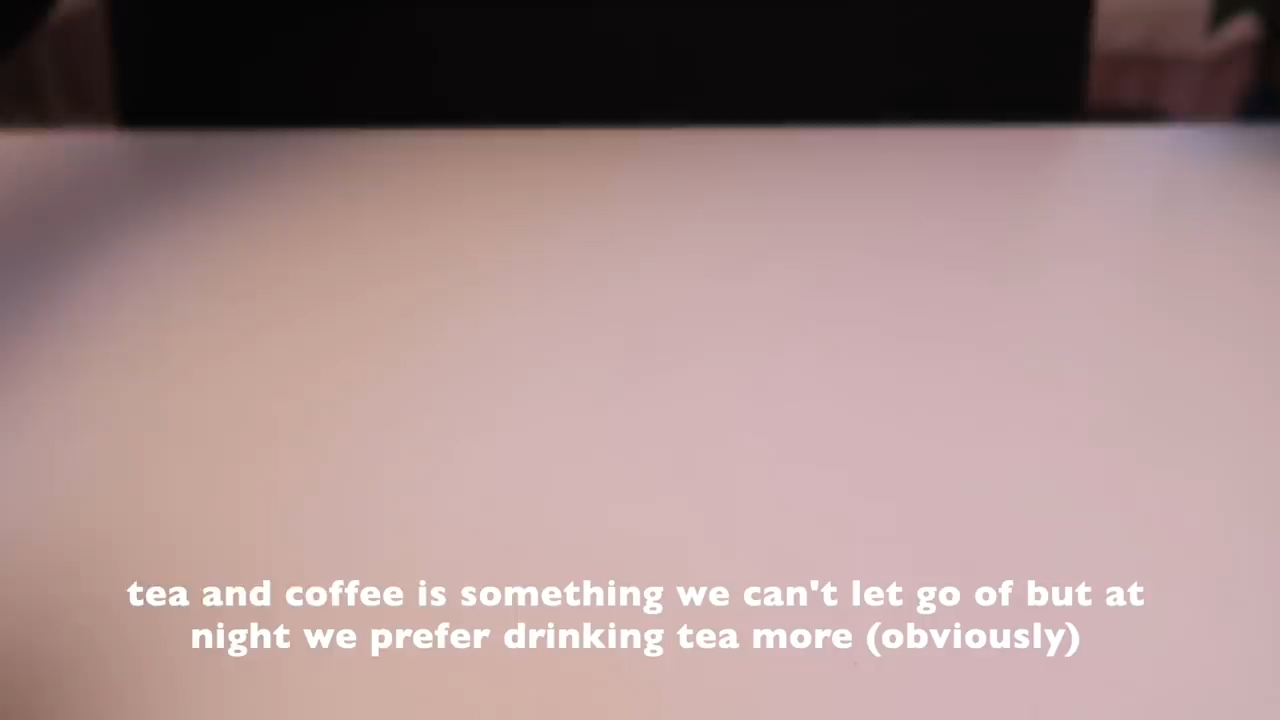 tea and coffee is something we can't let go of but at
night we prefer drinking tea more (obviously)